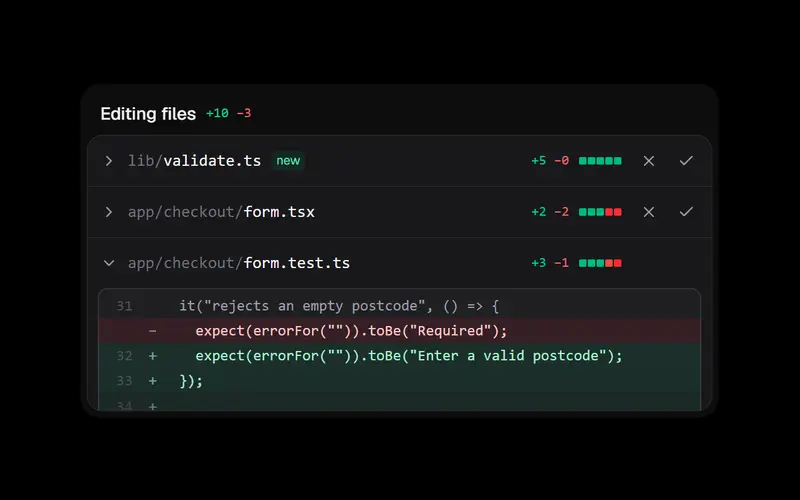 Editing files +10 −3
lib/validate.ts new +5 −0
app/checkout/form.tsx +2 −2
app/checkout/form.test.ts +3 −1
31 it("rejects an empty postcode", () => {
− expect(errorFor("")).toBe("Required");
32 + expect(errorFor("")).toBe("Enter a valid postcode");
33 + });
34 +